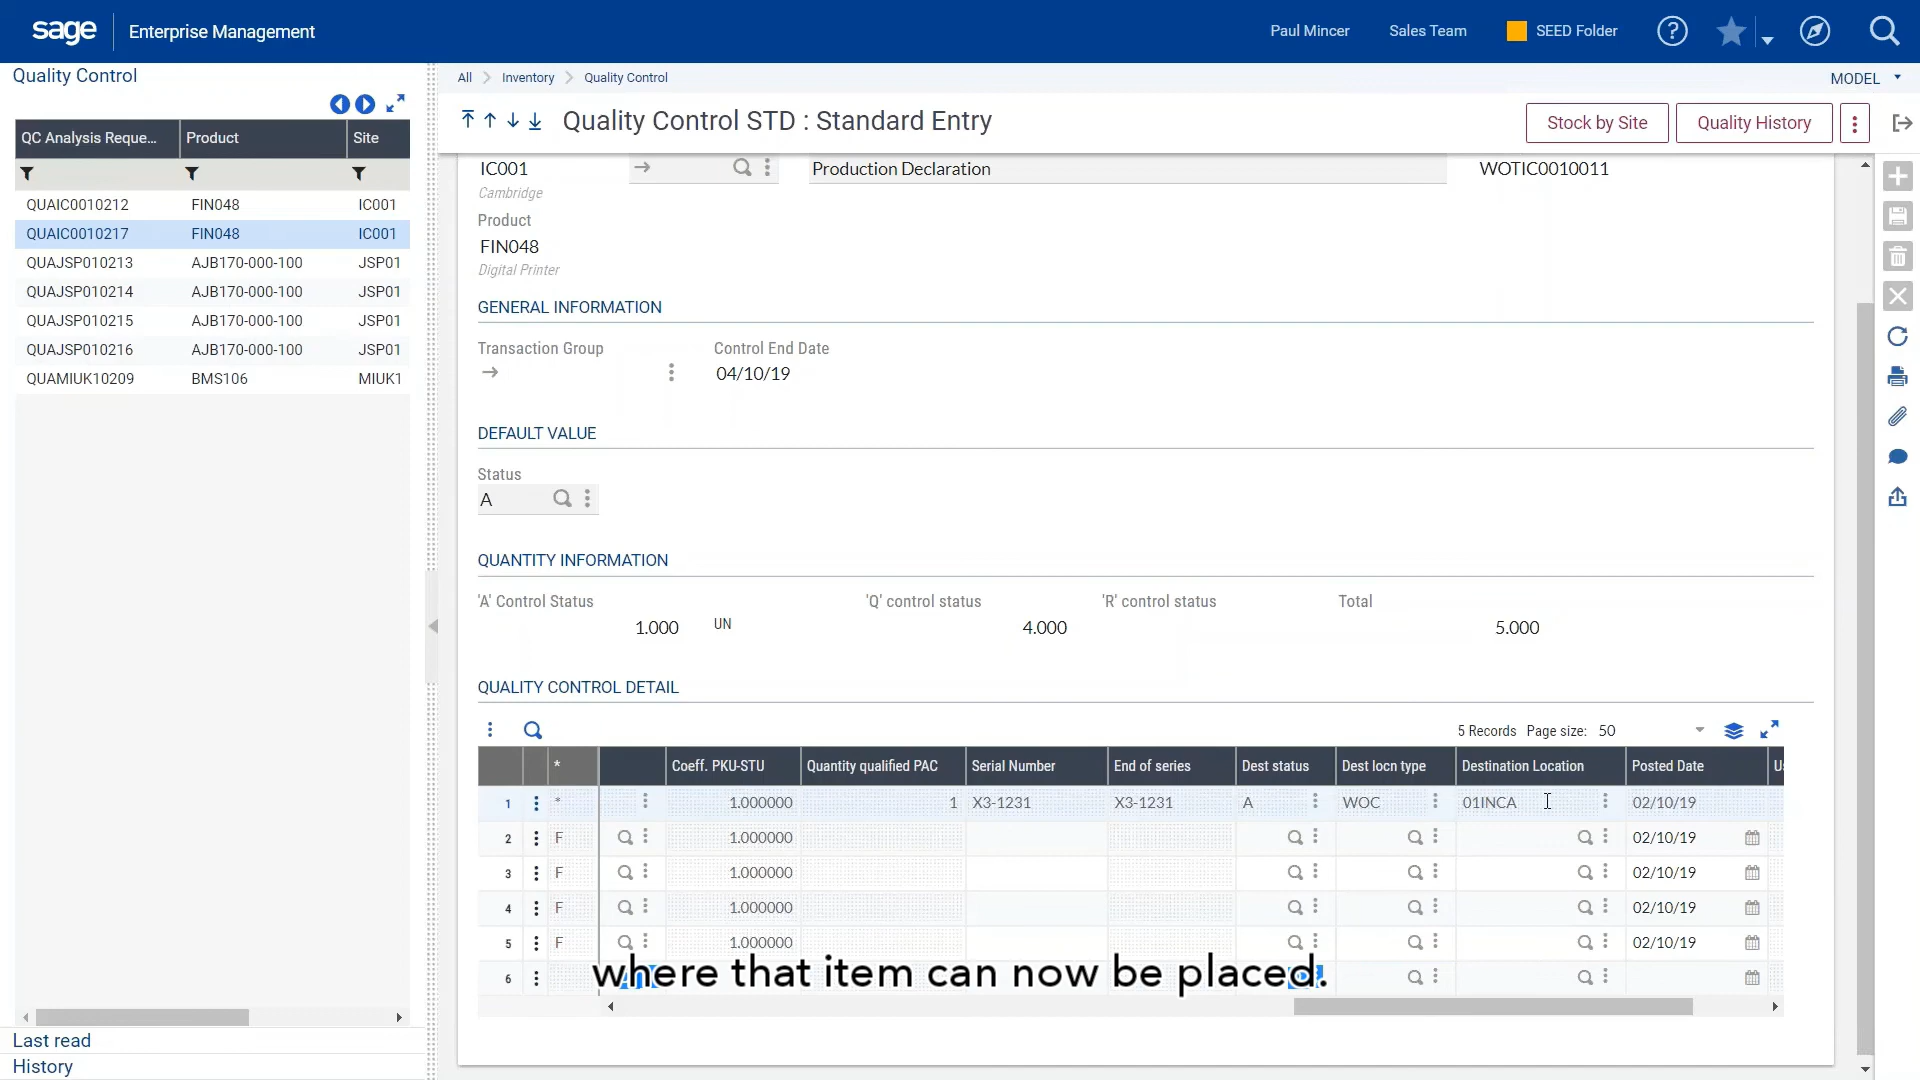 sage Enterprise Management
Paul Mincer Sales Team SEED Folder
Quality Control
QC Analysis Reque... Product Site
QUAIC0010212 FIN048 IC001
QUAIC0010217 FIN048 IC001
QUAJSP010213 AJB170-000-100 JSP01
QUAJSP010214 AJB170-000-100 JSP01
QUAJSP010215 AJB170-000-100 JSP01
QUAJSP010216 AJB170-000-100 JSP01
QUAMIUK10209 BMS106 MIUK1
Last read
History
All Inventory Quality Control
MODEL
Quality Control STD : Standard Entry
Stock by Site Quality History
IC001 Production Declaration WOTIC0010011
Cambridge
Product
FIN048
Digital Printer
GENERAL INFORMATION
Transaction Group Control End Date
04/10/19
DEFAULT VALUE
Status
A
QUANTITY INFORMATION
'A' Control Status 'Q' control status 'R' control status Total
1.000 UN 4.000 5.000
QUALITY CONTROL DETAIL
5 Records Page size: 50
* Coeff. PKU-STU Quantity qualified PAC Serial Number End of series Dest status Dest locn type Destination Location Posted Date
1 * 1.000000 1 X3-1231 X3-1231 A WOC 01INCA 02/10/19
2 F 1.000000 02/10/19
3 F 1.000000 02/10/19
4 F 1.000000 02/10/19
5 F 1.000000 02/10/19
6
where that item can now be placed.